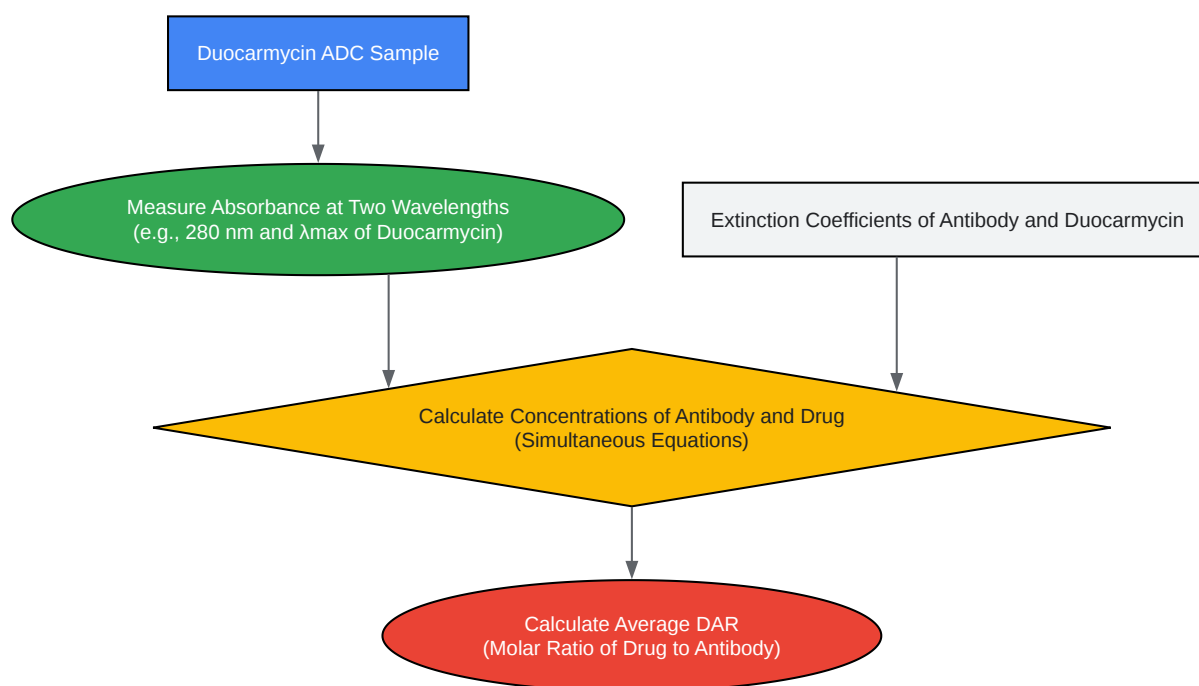 Duocarmycin ADC Sample
Measure Absorbance at Two Wavelengths
(e.g., 280 nm and λmax of Duocarmycin)
Extinction Coefficients of Antibody and Duocarmycin
Calculate Concentrations of Antibody and Drug
(Simultaneous Equations)
Calculate Average DAR
(Molar Ratio of Drug to Antibody)